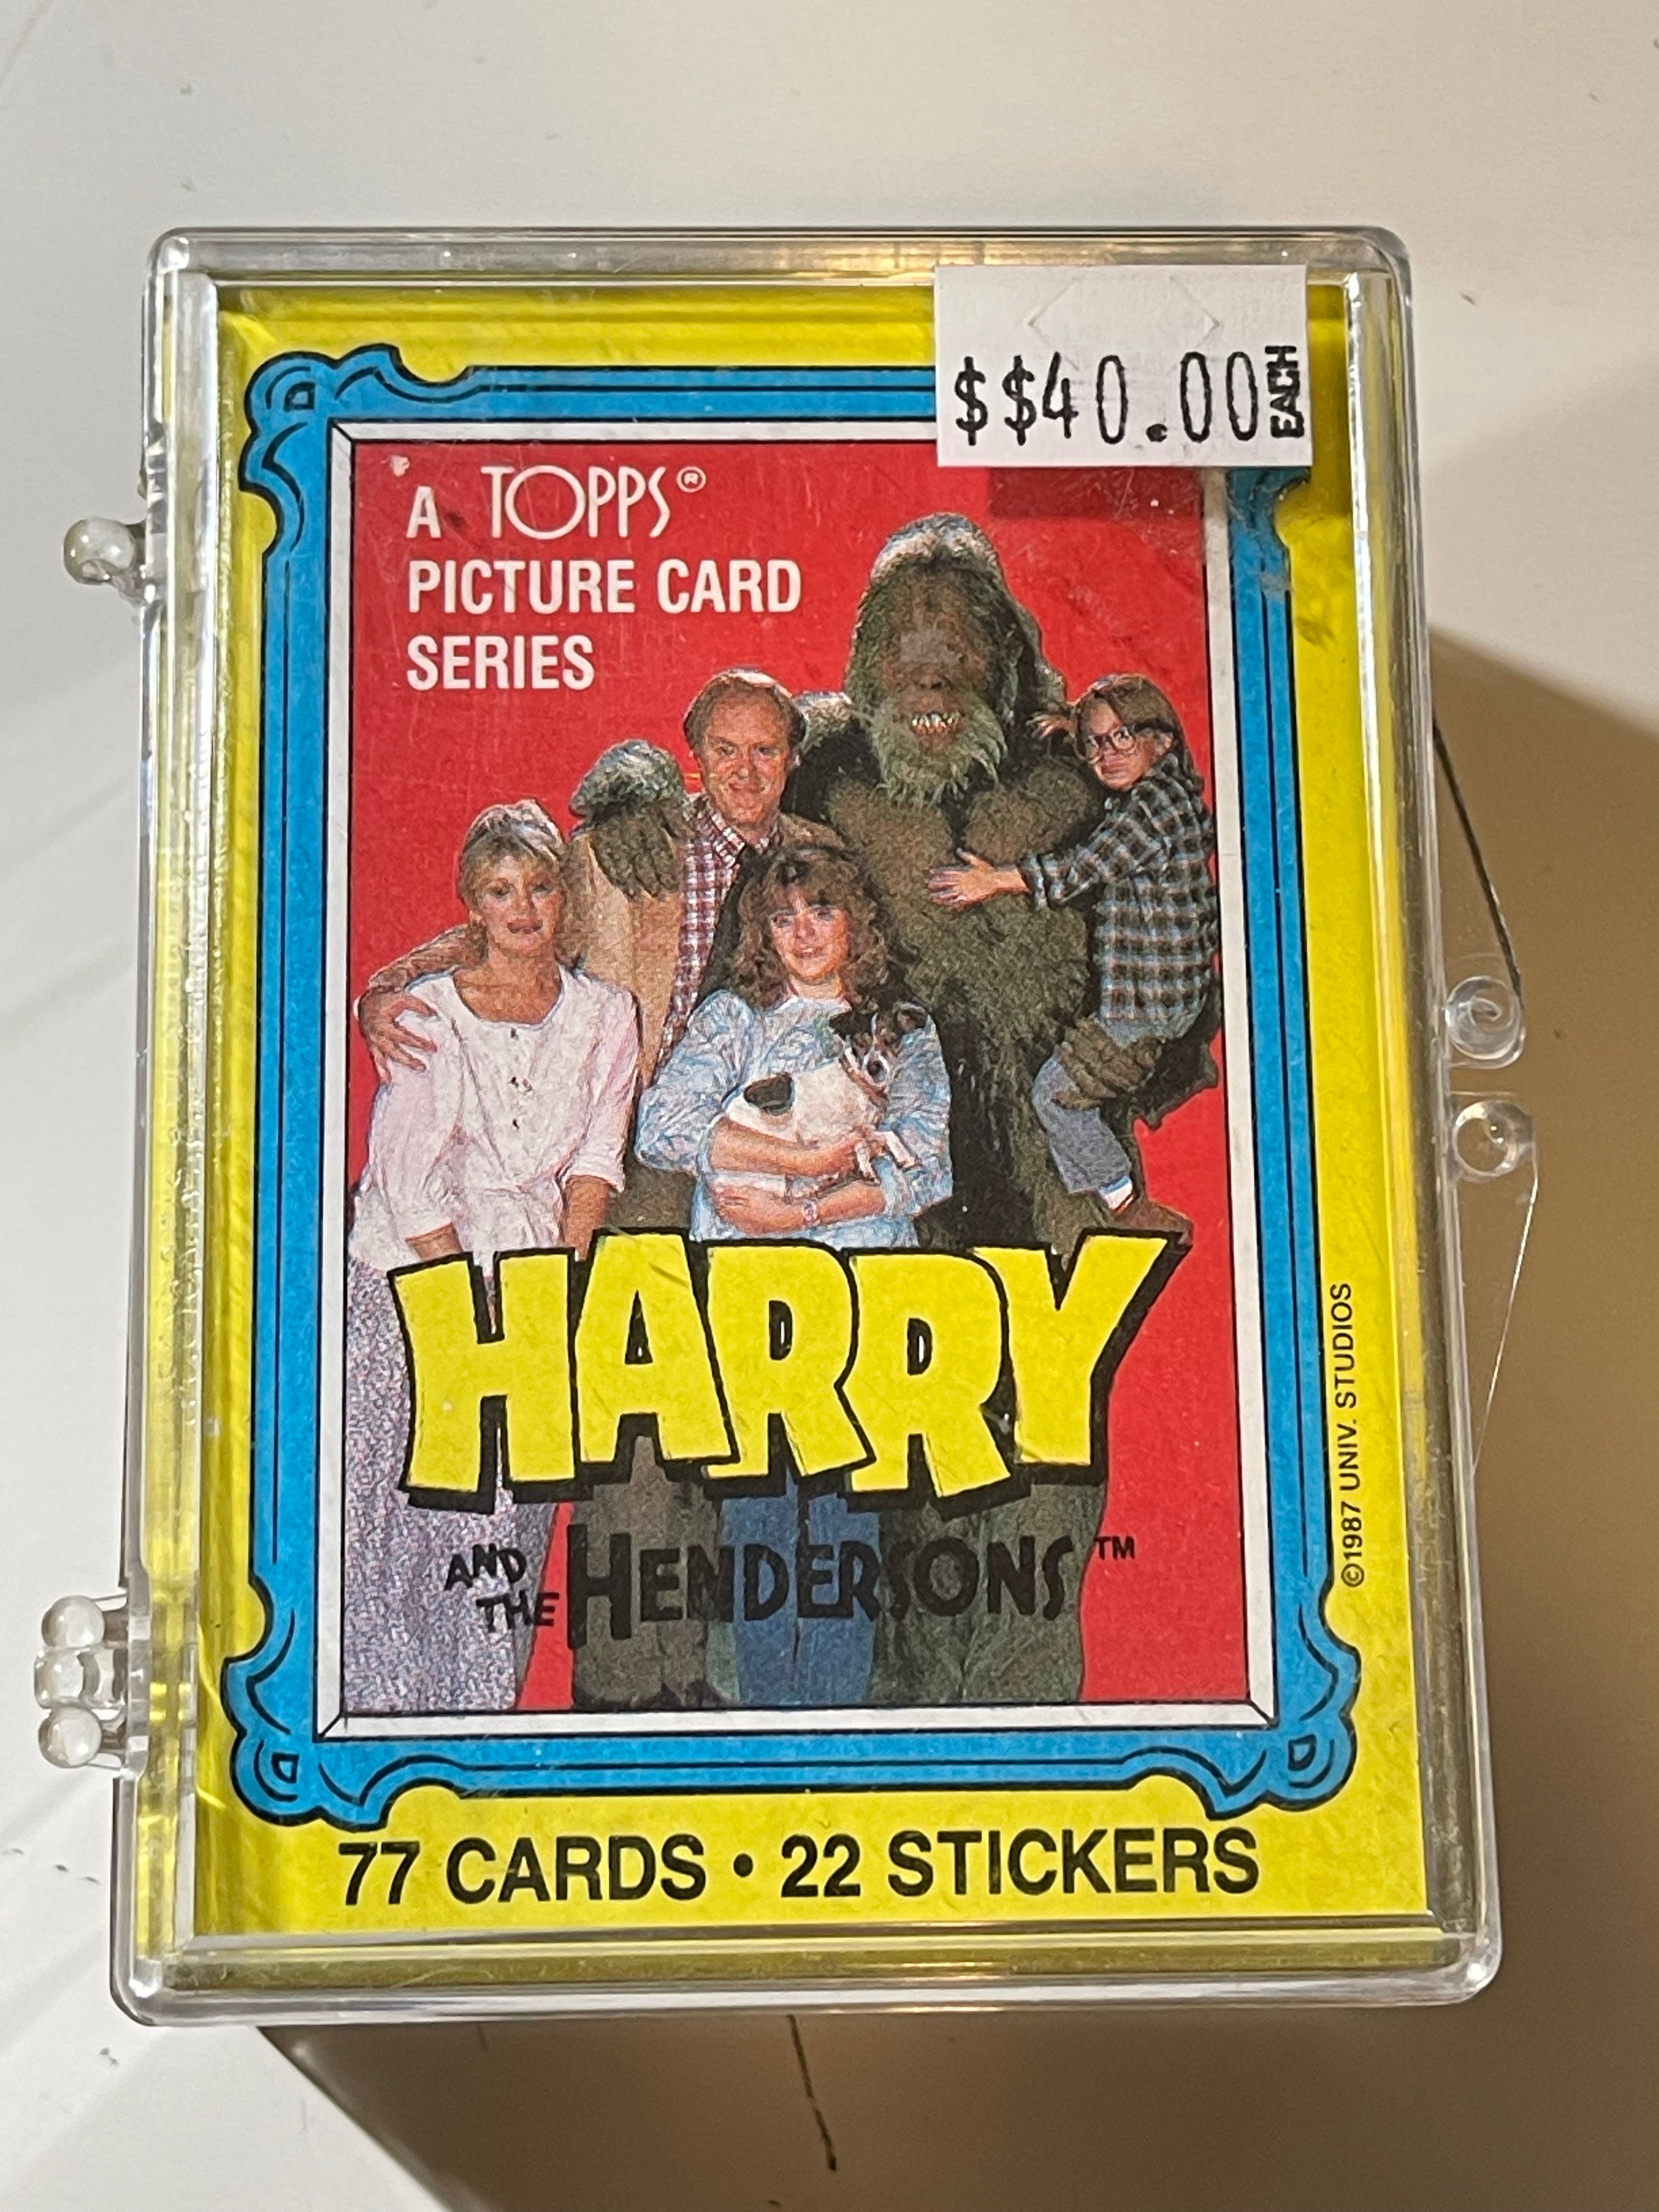 $$40.00 EACH
A TOPPS®
PICTURE CARD
SERIES
HARRY
AND
THE HENDERSONS™
©1987 UNIV. STUDIOS
77 CARDS • 22 STICKERS